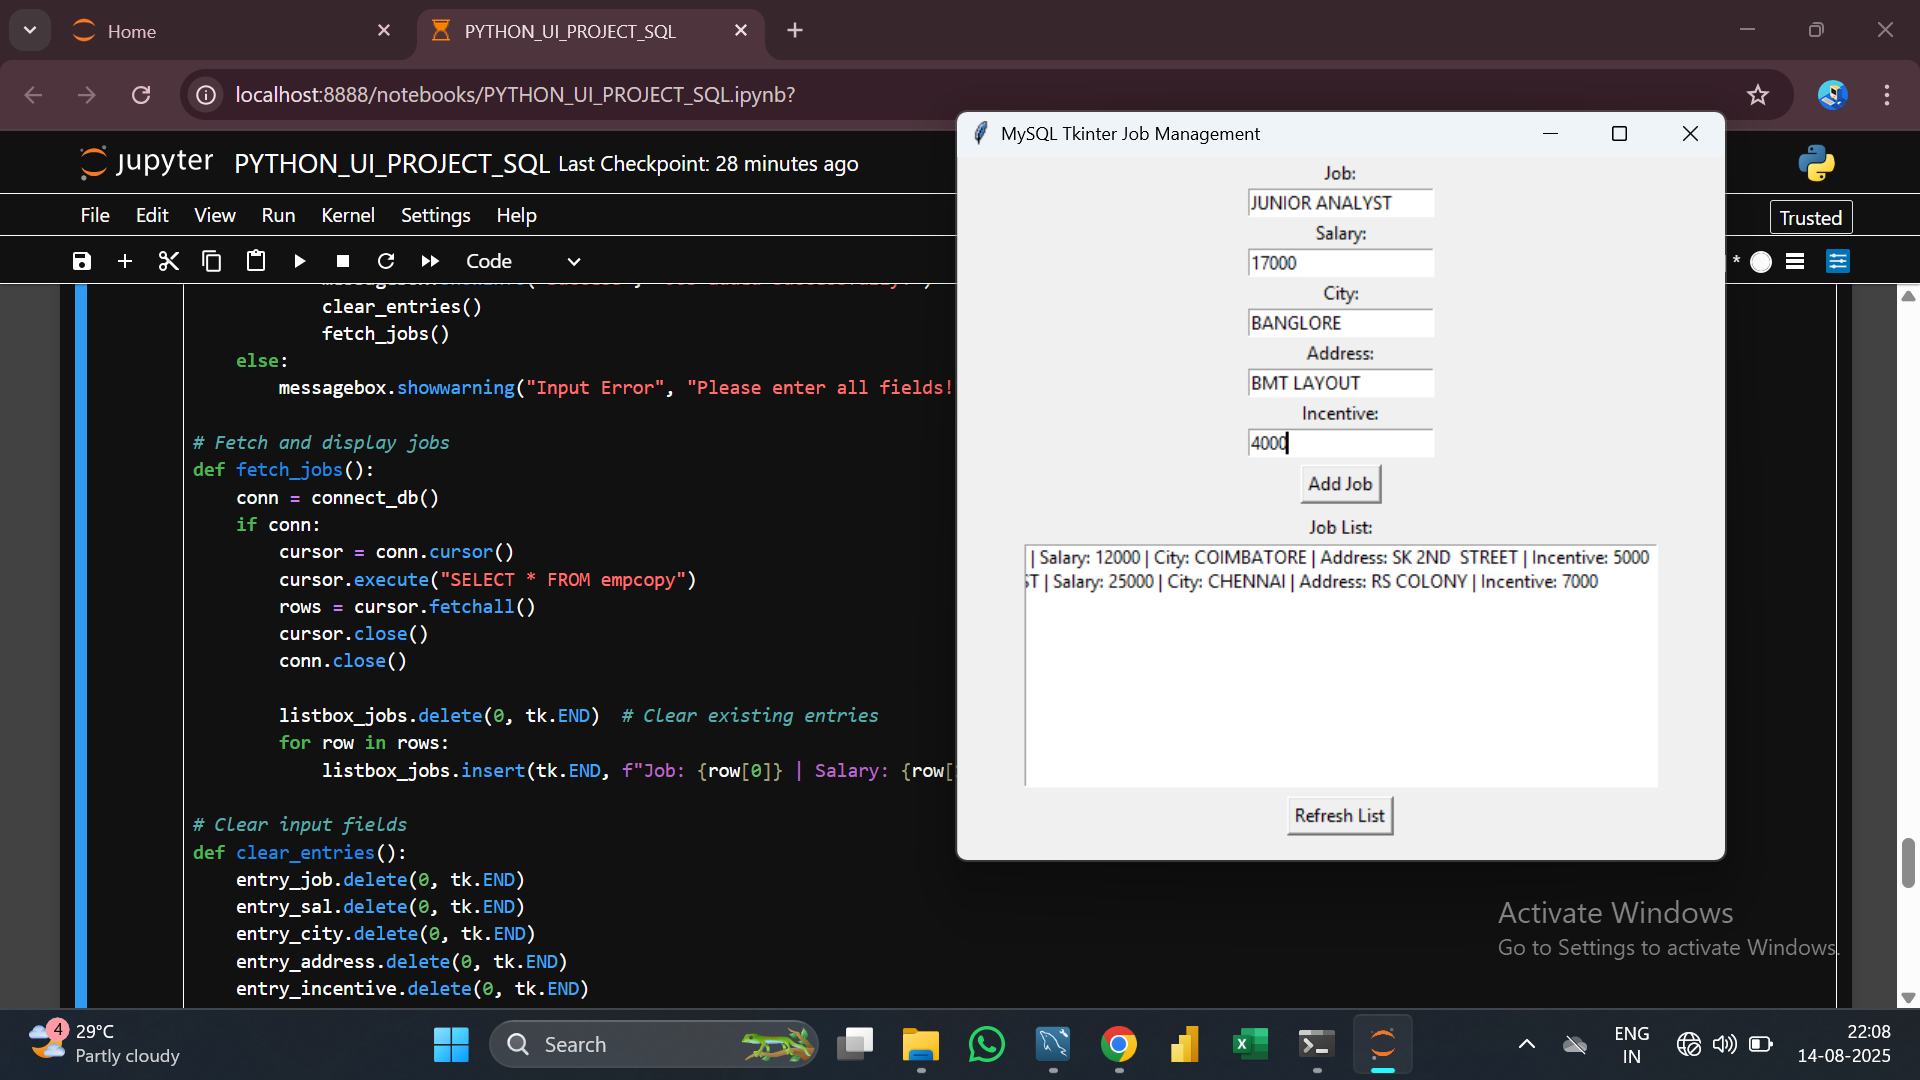 Home
PYTHON_UI_PROJECT_SQL
localhost:8888/notebooks/PYTHON_UI_PROJECT_SQL.ipynb?
jupyter PYTHON_UI_PROJECT_SQL Last Checkpoint: 28 minutes ago
File Edit View Run Kernel Settings Help
Trusted
Code
clear_entries()
fetch_jobs()
else:
messagebox.showwarning("Input Error", "Please enter all fields!
# Fetch and display jobs
def fetch_jobs():
conn = connect_db()
if conn:
cursor = conn.cursor()
cursor.execute("SELECT * FROM empcopy")
rows = cursor.fetchall()
cursor.close()
conn.close()
listbox_jobs.delete(0, tk.END) # Clear existing entries
for row in rows:
listbox_jobs.insert(tk.END, f"Job: {row[0]} | Salary: {row[
# Clear input fields
def clear_entries():
entry_job.delete(0, tk.END)
entry_sal.delete(0, tk.END)
entry_city.delete(0, tk.END)
entry_address.delete(0, tk.END)
entry_incentive.delete(0, tk.END)
MySQL Tkinter Job Management
Job:
JUNIOR ANALYST
Salary:
17000
City:
BANGLORE
Address:
BMT LAYOUT
Incentive:
4000
Add Job
Job List:
| Salary: 12000 | City: COIMBATORE | Address: SK 2ND  STREET | Incentive: 5000
ST | Salary: 25000 | City: CHENNAI | Address: RS COLONY | Incentive: 7000
Refresh List
Activate Windows
Go to Settings to activate Windows.
4
29°C
Partly cloudy
Search
ENG
IN
22:08
14-08-2025